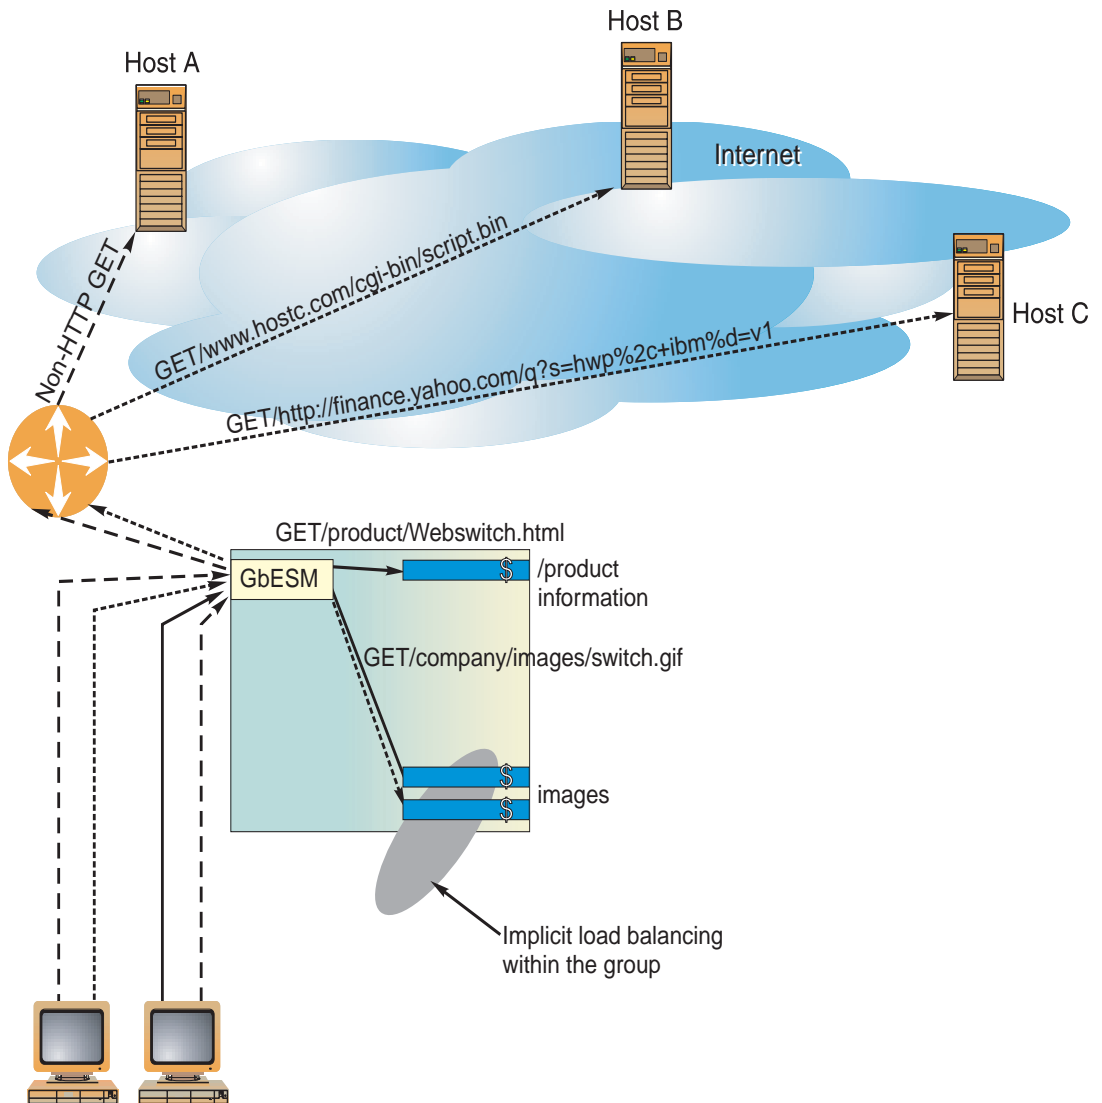 Host B
Host A
Internet
Host C
Non-HTTP GET
GET/www.hostc.com/cgi-bin/script.bin
GET/http://finance.yahoo.com/q?s=hwp%2c+ibm%d=v1
GET/product/Webswitch.html
GbESM
$
/product
information
GET/company/images/switch.gif
$
$
images
Implicit load balancing
within the group